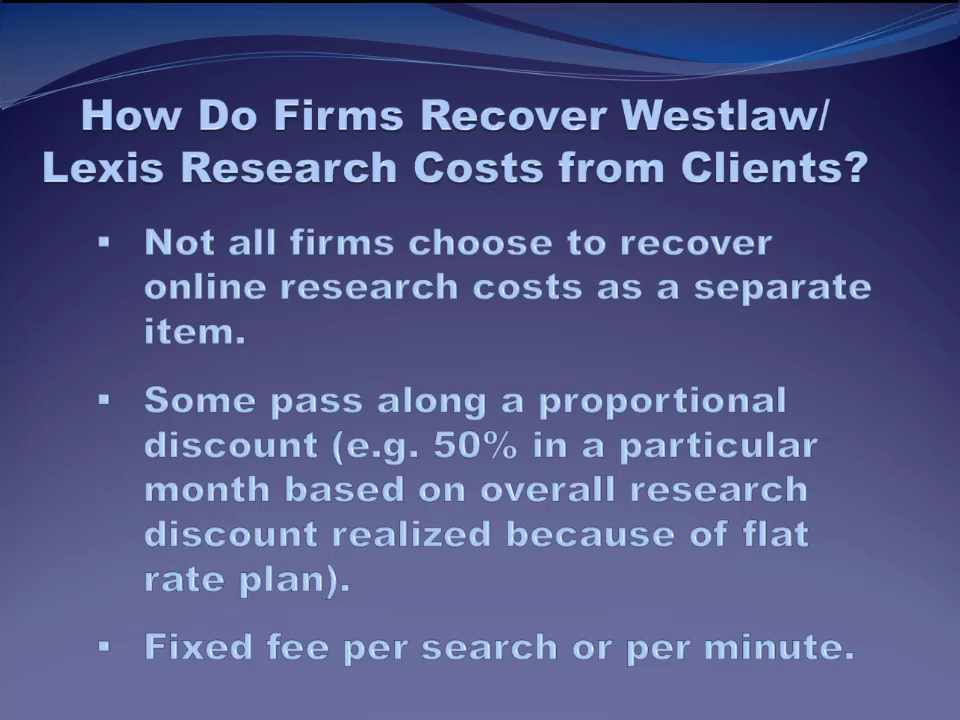 How Do Firms Recover Westlaw/
Lexis Research Costs from Clients?
▪ Not all firms choose to recover
online research costs as a separate
item.
▪ Some pass along a proportional
discount (e.g. 50% in a particular
month based on overall research
discount realized because of flat
rate plan).
▪ Fixed fee per search or per minute.